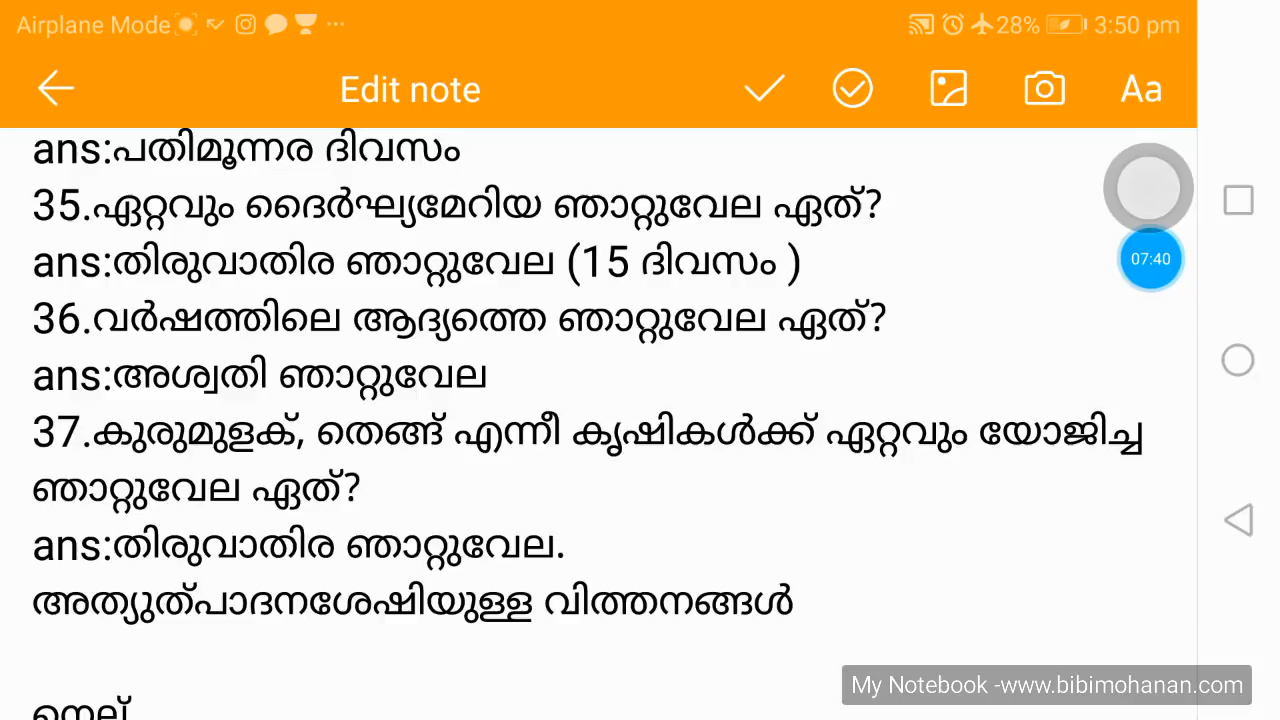 Airplane Mode ... 28% 3:50 pm
Edit note Aa
ans:പതിമൂന്നര ദിവസം
35.ഏറ്റവും ദൈർഘ്യമേറിയ ഞാറ്റുവേല ഏത്?
ans:തിരുവാതിര ഞാറ്റുവേല (15 ദിവസം )
07:40
36.വർഷത്തിലെ ആദ്യത്തെ ഞാറ്റുവേല ഏത്?
ans:അശ്വതി ഞാറ്റുവേല
37.കുരുമുളക്, തെങ്ങ് എന്നീ കൃഷികൾക്ക് ഏറ്റവും യോജിച്ച
ഞാറ്റുവേല ഏത്?
ans:തിരുവാതിര ഞാറ്റുവേല.
അത്യുത്പാദനശേഷിയുള്ള വിത്തനങ്ങൾ
My Notebook -www.bibimohanan.com
നെല്